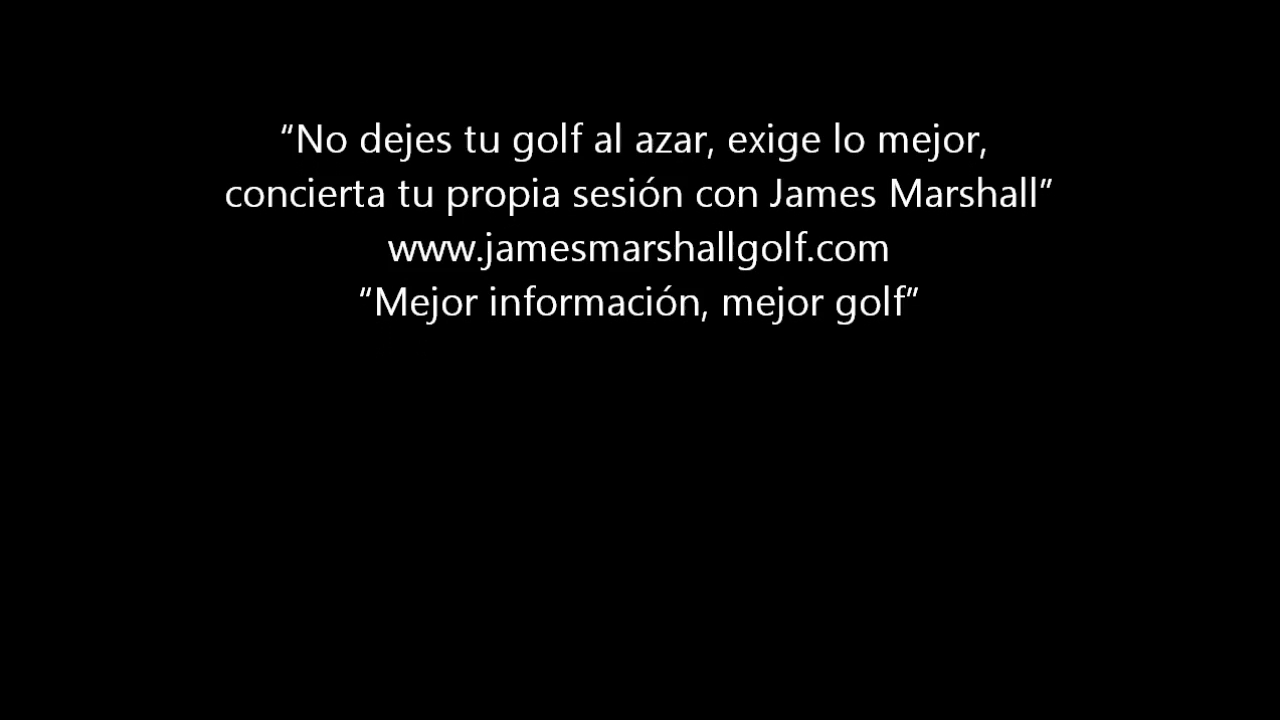 “No dejes tu golf al azar, exige lo mejor,
concierta tu propia sesión con James Marshall”
www.jamesmarshallgolf.com
“Mejor información, mejor golf”